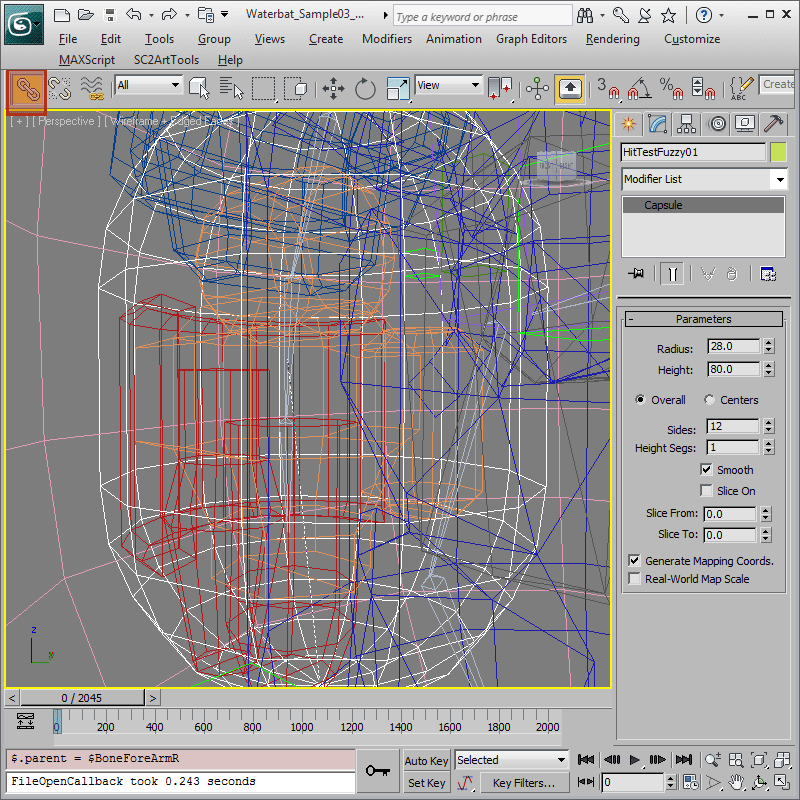 Waterbat_Sample03_...
Type a keyword or phrase
File Edit Tools Group Views Create Modifiers Animation Graph Editors Rendering Customize
MAXScript SC2ArtTools Help
All
View
3
ABC
Create
[ + ] [ Perspective ] [ Wireframe + Edged Faces ]
HitTestFuzzy01
Modifier List
Capsule
- Parameters
Radius: 28.0
Height: 80.0
Overall Centers
Sides: 12
Height Segs: 1
Smooth
Slice On
Slice From: 0.0
Slice To: 0.0
Generate Mapping Coords.
Real-World Map Scale
z
< 0 / 2045 >
0 200 400 600 800 1000 1200 1400 1600 1800 2000
$.parent = $BoneForeArmR
FileOpenCallback took 0.243 seconds
Auto Key Selected
Set Key Key Filters...
0